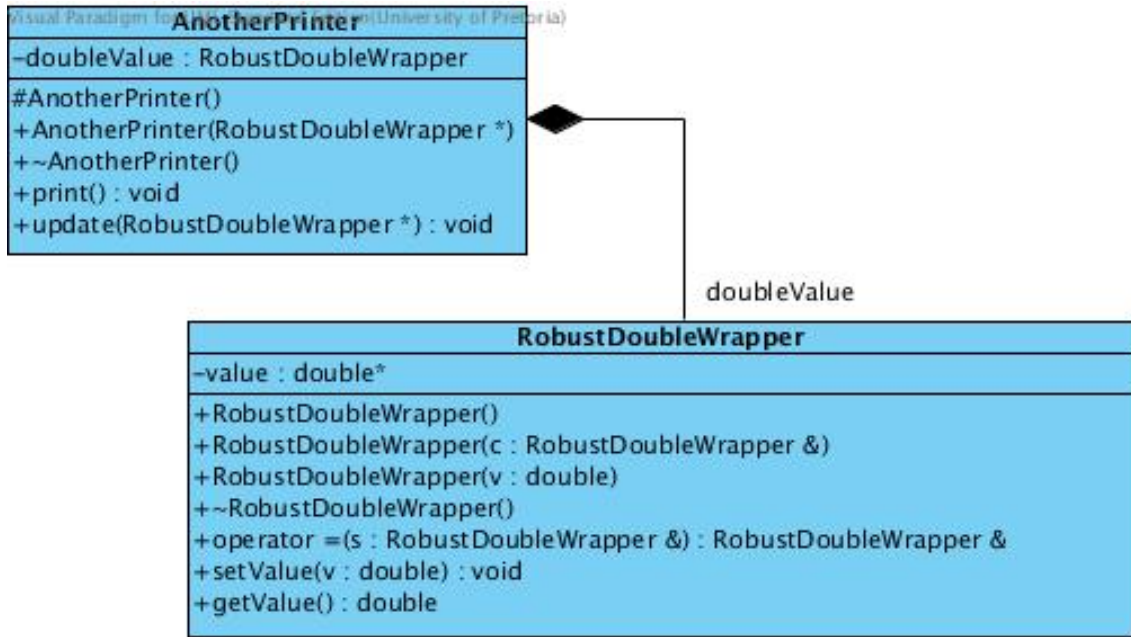 Visual Paradigm for UML Standard Edition(University of Pretoria)
AnotherPrinter
-doubleValue : RobustDoubleWrapper
#AnotherPrinter()
+AnotherPrinter(RobustDoubleWrapper *)
+~AnotherPrinter()
+print() : void
+update(RobustDoubleWrapper *) : void
doubleValue
RobustDoubleWrapper
-value : double*
+RobustDoubleWrapper()
+RobustDoubleWrapper(c : RobustDoubleWrapper &)
+RobustDoubleWrapper(v : double)
+~RobustDoubleWrapper()
+operator =(s : RobustDoubleWrapper &) : RobustDoubleWrapper &
+setValue(v : double) : void
+getValue() : double